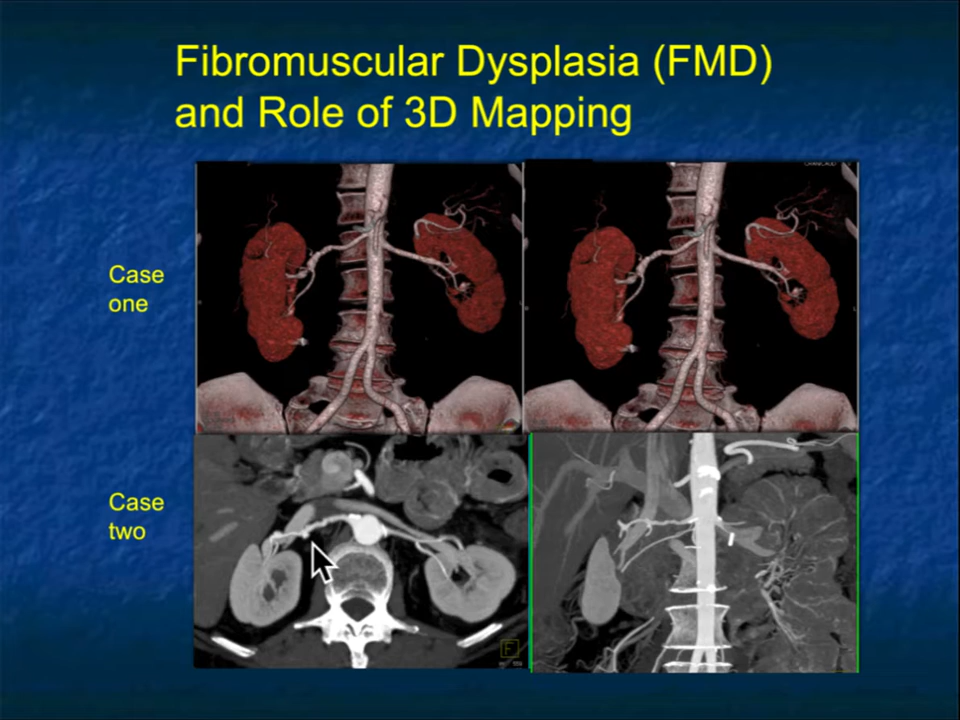 Fibromuscular Dysplasia (FMD)
and Role of 3D Mapping
Case
one
Case
two
F